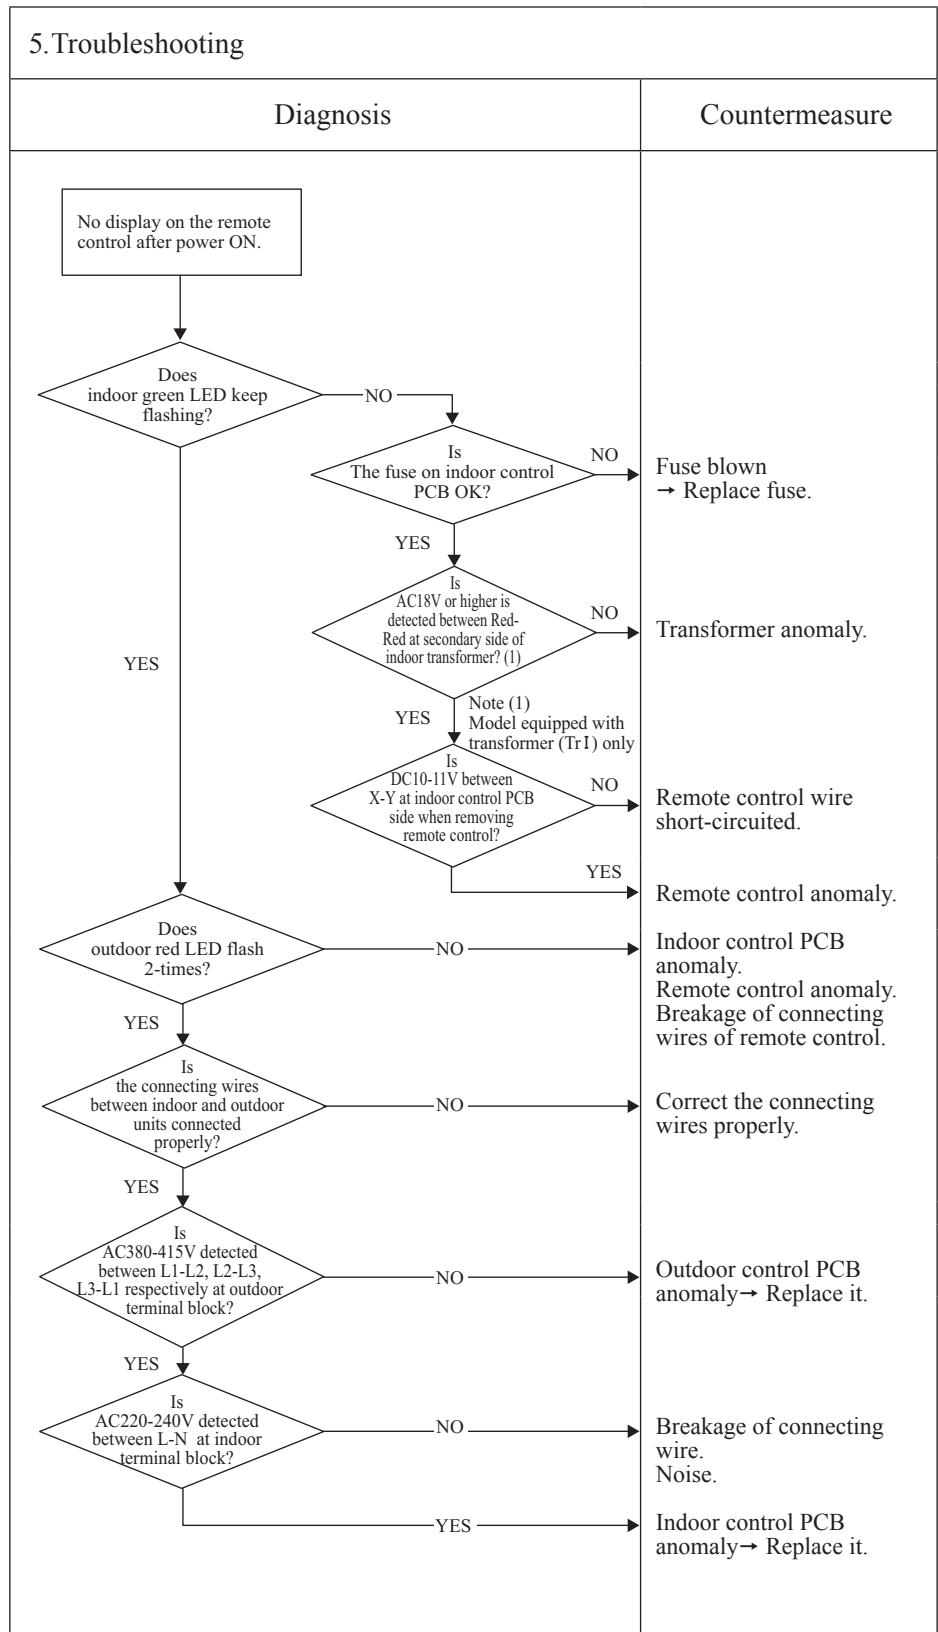 5.Troubleshooting
Diagnosis
Countermeasure
No display on the remote
control after power ON.
Does
indoor green LED keep
flashing?
NO
Is
The fuse on indoor control
PCB OK?
NO
Fuse blown
→ Replace fuse.
YES
Is
AC18V or higher is
detected between Red-
Red at secondary side of
indoor transformer? (1)
NO
Transformer anomaly.
YES
YES
Note (1)
Model equipped with
transformer (TrI) only
Is
DC10-11V between
X-Y at indoor control PCB
side when removing
remote control?
NO
Remote control wire
short-circuited.
YES
Remote control anomaly.
Does
outdoor red LED flash
2-times?
NO
Indoor control PCB
anomaly.
Remote control anomaly.
Breakage of connecting
wires of remote control.
YES
Is
the connecting wires
between indoor and outdoor
units connected
properly?
NO
Correct the connecting
wires properly.
YES
Is
AC380-415V detected
between L1-L2, L2-L3,
L3-L1 respectively at outdoor
terminal block?
NO
Outdoor control PCB
anomaly→ Replace it.
YES
Is
AC220-240V detected
between L-N at indoor
terminal block?
NO
Breakage of connecting
wire.
Noise.
YES
Indoor control PCB
anomaly→ Replace it.